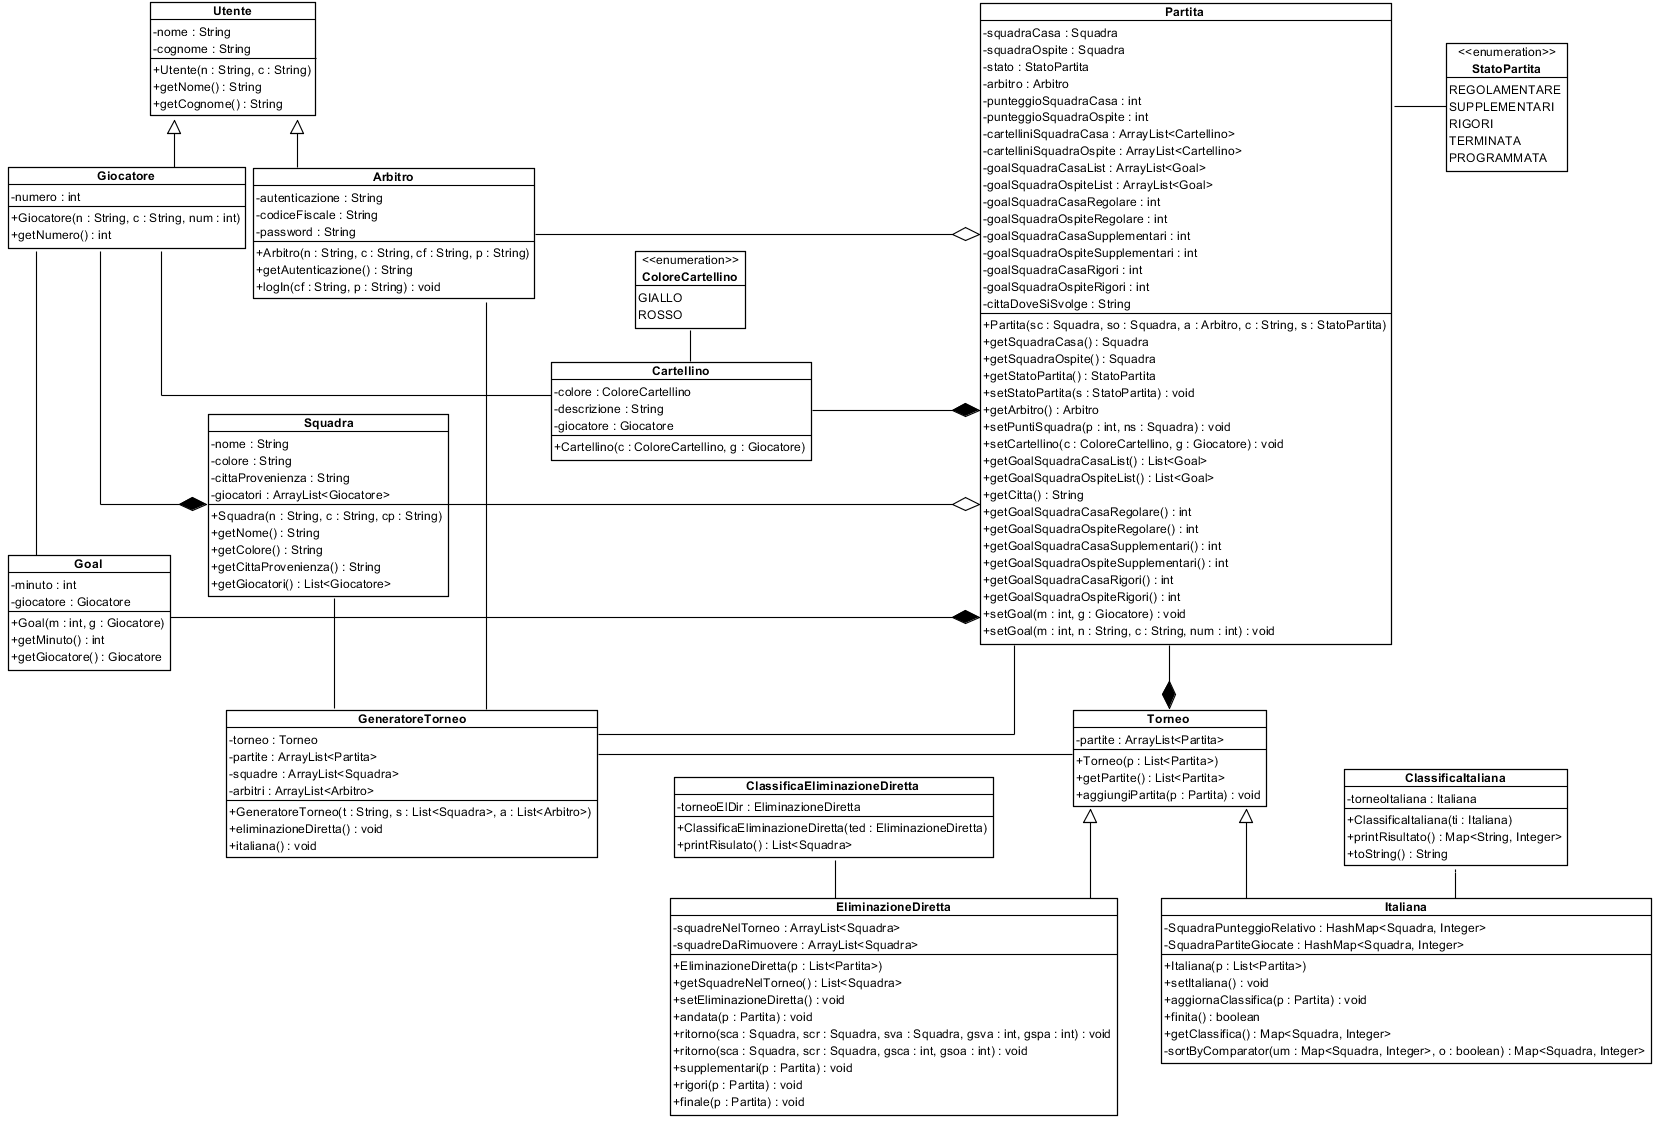 Utente
-nome : String
-cognome : String
+Utente(n : String, c : String)
+getNome() : String
+getCognome() : String
Giocatore
-numero : int
+Giocatore(n : String, c : String, num : int)
+getNumero() : int
Arbitro
-autenticazione : String
-codiceFiscale : String
-password : String
+Arbitro(n : String, c : String, cf : String, p : String)
+getAutenticazione() : String
+logIn(cf : String, p : String) : void
Partita
-squadraCasa : Squadra
-squadraOspite : Squadra
-stato : StatoPartita
-arbitro : Arbitro
-punteggioSquadraCasa : int
-punteggioSquadraOspite : int
-cartelliniSquadraCasa : ArrayList<Cartellino>
-cartelliniSquadraOspite : ArrayList<Cartellino>
-goalSquadraCasaList : ArrayList<Goal>
-goalSquadraOspiteList : ArrayList<Goal>
-goalSquadraCasaRegolare : int
-goalSquadraOspiteRegolare : int
-goalSquadraCasaSupplementari : int
-goalSquadraOspiteSupplementari : int
-goalSquadraCasaRigori : int
-goalSquadraOspiteRigori : int
-cittaDoveSiSvolge : String
+Partita(sc : Squadra, so : Squadra, a : Arbitro, c : String, s : StatoPartita)
+getSquadraCasa() : Squadra
+getSquadraOspite() : Squadra
+getStatoPartita() : StatoPartita
+setStatoPartita(s : StatoPartita) : void
+getArbitro() : Arbitro
+setPuntiSquadra(p : int, ns : Squadra) : void
+setCartellino(c : ColoreCartellino, g : Giocatore) : void
+getGoalSquadraCasaList() : List<Goal>
+getGoalSquadraOspiteList() : List<Goal>
+getCitta() : String
+getGoalSquadraCasaRegolare() : int
+getGoalSquadraOspiteRegolare() : int
+getGoalSquadraCasaSupplementari() : int
+getGoalSquadraOspiteSupplementari() : int
+getGoalSquadraCasaRigori() : int
+getGoalSquadraOspiteRigori() : int
+setGoal(m : int, g : Giocatore) : void
+setGoal(m : int, n : String, c : String, num : int) : void
<<enumeration>>
StatoPartita
REGOLAMENTARE
SUPPLEMENTARI
RIGORI
TERMINATA
PROGRAMMATA
<<enumeration>>
ColoreCartellino
GIALLO
ROSSO
Cartellino
-colore : ColoreCartellino
-descrizione : String
-giocatore : Giocatore
+Cartellino(c : ColoreCartellino, g : Giocatore)
Squadra
-nome : String
-colore : String
-cittaProvenienza : String
-giocatori : ArrayList<Giocatore>
+Squadra(n : String, c : String, cp : String)
+getNome() : String
+getColore() : String
+getCittaProvenienza() : String
+getGiocatori() : List<Giocatore>
Goal
-minuto : int
-giocatore : Giocatore
+Goal(m : int, g : Giocatore)
+getMinuto() : int
+getGiocatore() : Giocatore
GeneratoreTorneo
-torneo : Torneo
-partite : ArrayList<Partita>
-squadre : ArrayList<Squadra>
-arbitri : ArrayList<Arbitro>
+GeneratoreTorneo(t : String, s : List<Squadra>, a : List<Arbitro>)
+eliminazioneDiretta() : void
+italiana() : void
Torneo
-partite : ArrayList<Partita>
+Torneo(p : List<Partita>)
+getPartite() : List<Partita>
+aggiungiPartita(p : Partita) : void
ClassificaEliminazioneDiretta
-torneoElDir : EliminazioneDiretta
+ClassificaEliminazioneDiretta(ted : EliminazioneDiretta)
+printRisulato() : List<Squadra>
ClassificaItaliana
-torneoItaliana : Italiana
+ClassificaItaliana(ti : Italiana)
+printRisultato() : Map<String, Integer>
+toString() : String
EliminazioneDiretta
-squadreNelTorneo : ArrayList<Squadra>
-squadreDaRimuovere : ArrayList<Squadra>
+EliminazioneDiretta(p : List<Partita>)
+getSquadreNelTorneo() : List<Squadra>
+setEliminazioneDiretta() : void
+andata(p : Partita) : void
+ritorno(sca : Squadra, scr : Squadra, sva : Squadra, gsva : int, gspa : int) : void
+ritorno(sca : Squadra, scr : Squadra, gsca : int, gsoa : int) : void
+supplementari(p : Partita) : void
+rigori(p : Partita) : void
+finale(p : Partita) : void
Italiana
-SquadraPunteggioRelativo : HashMap<Squadra, Integer>
-SquadraPartiteGiocate : HashMap<Squadra, Integer>
+Italiana(p : List<Partita>)
+setItaliana() : void
+aggiornaClassifica(p : Partita) : void
+finita() : boolean
+getClassifica() : Map<Squadra, Integer>
-sortByComparator(um : Map<Squadra, Integer>, o : boolean) : Map<Squadra, Integer>